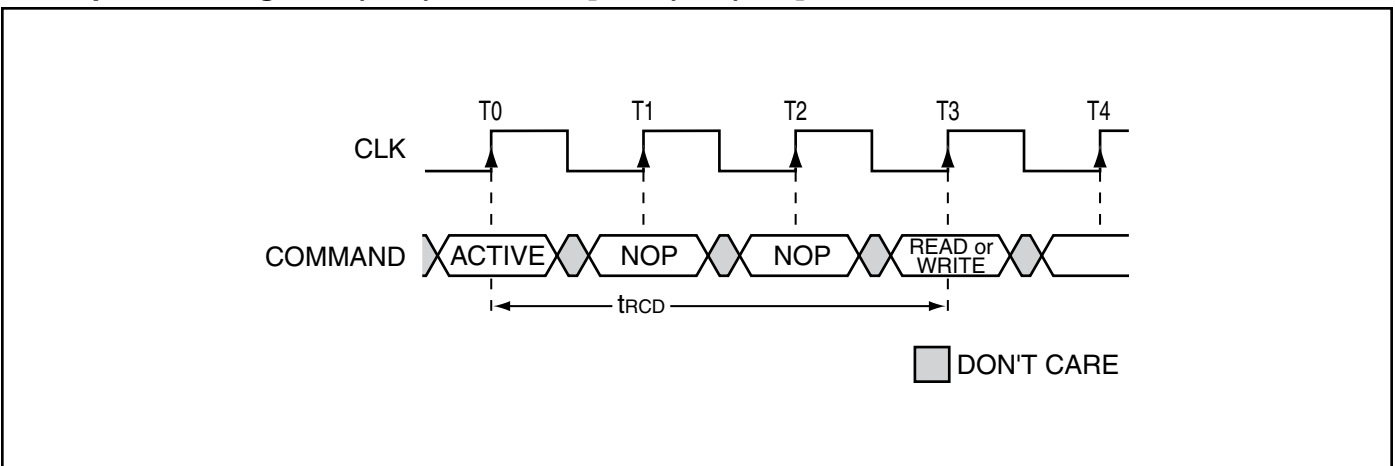 T0 T1 T2 T3 T4
CLK
COMMAND ACTIVE NOP NOP READ or
WRITE
tRCD
DON'T CARE